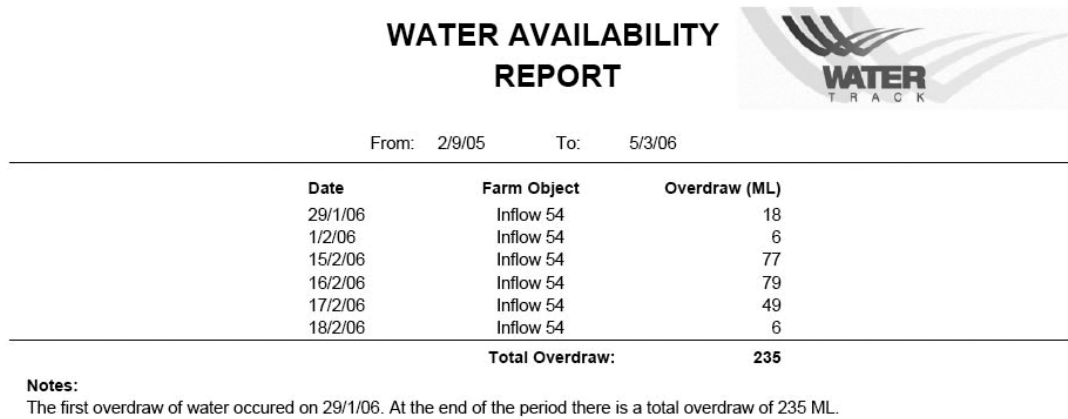 WATER AVAILABILITY
REPORT
WATER
TRACK
From: 2/9/05 To: 5/3/06
Date Farm Object Overdraw (ML)
29/1/06 Inflow 54 18
1/2/06 Inflow 54 6
15/2/06 Inflow 54 77
16/2/06 Inflow 54 79
17/2/06 Inflow 54 49
18/2/06 Inflow 54 6
Total Overdraw: 235
Notes:
The first overdraw of water occured on 29/1/06. At the end of the period there is a total overdraw of 235 ML.